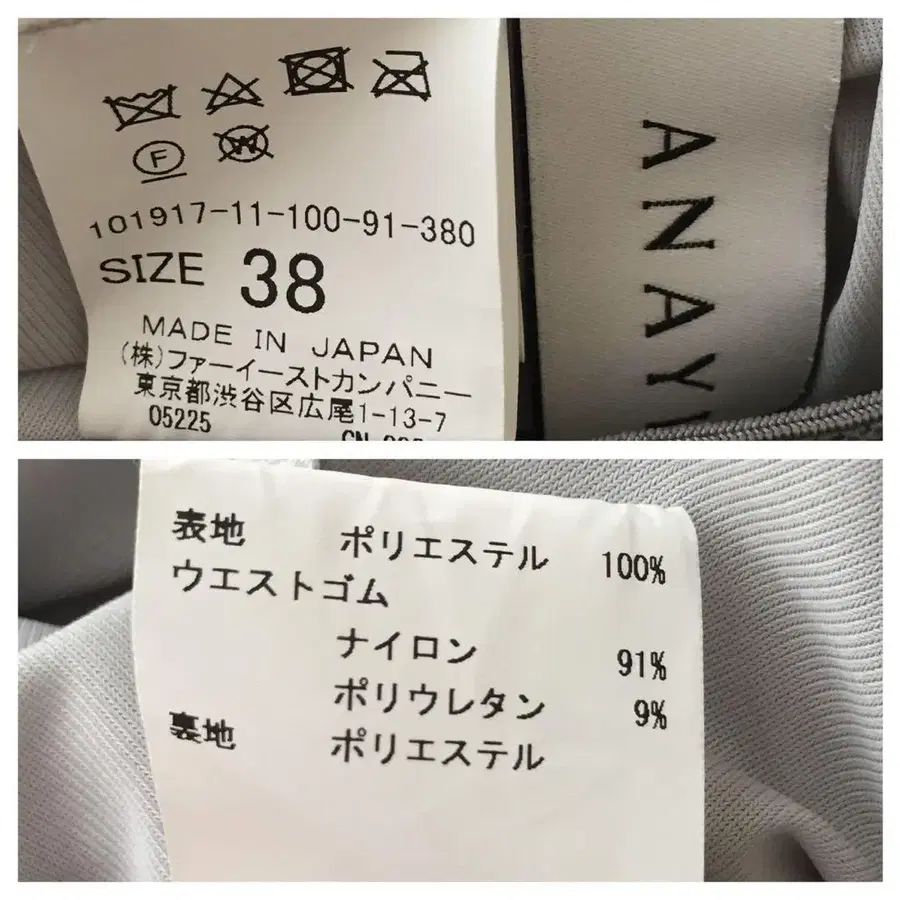 F
W
101917-11-100-91-380
SIZE 38
MADE IN JAPAN
(株)ファーイーストカンパニー
東京都渋谷区広尾1-13-7
05225
ANAY
表地 ポリエステル 100%
ウエストゴム
ナイロン 91%
ポリウレタン 9%
裏地 ポリエステル